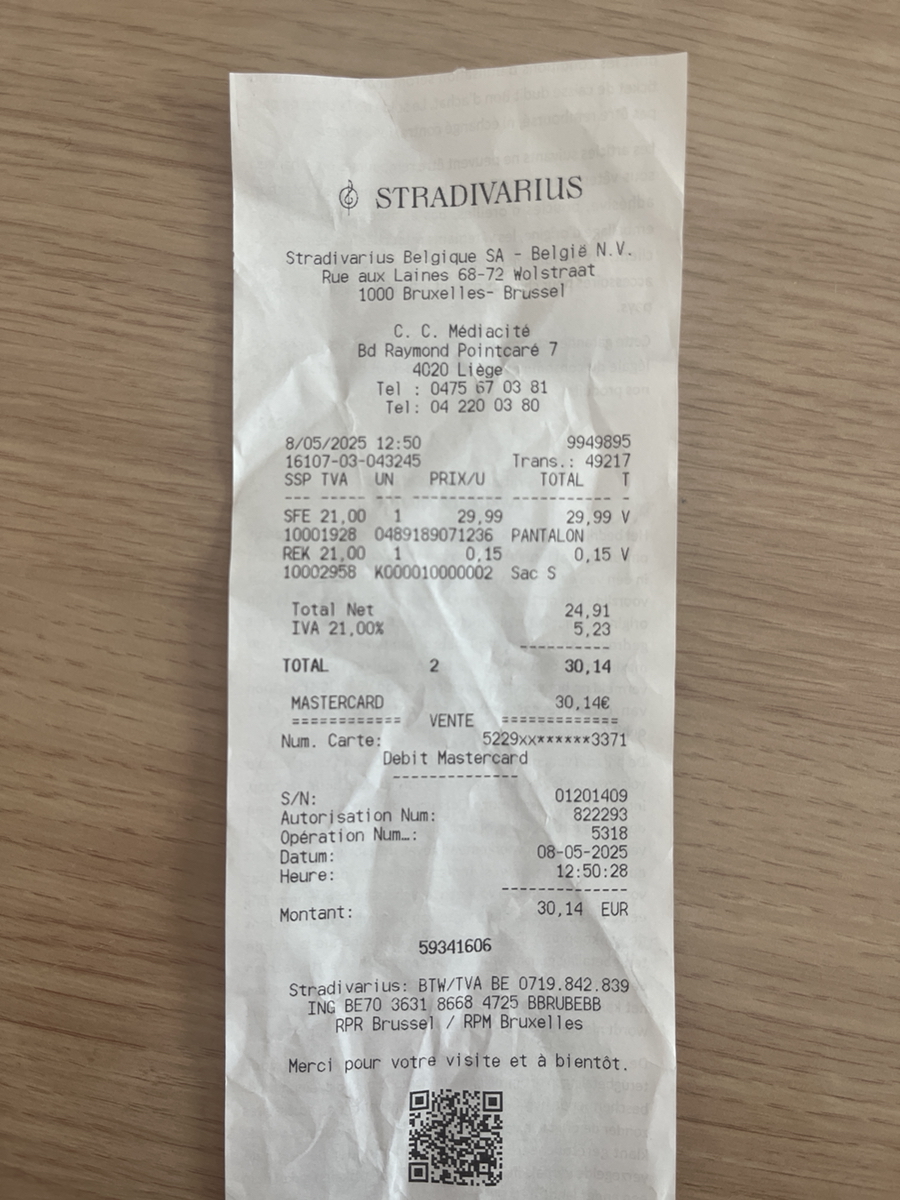 STRADIVARIUS
Stradivarius Belgique SA - België N.V.
Rue aux Laines 68-72 Wolstraat
1000 Bruxelles- Brussel
C. C. Médiacité
Bd Raymond Pointcaré 7
4020 Liège
Tel : 0475 67 03 81
Tel: 04 220 03 80
8/05/2025 12:50 9949895
16107-03-043245 Trans.: 49217
SSP TVA UN PRIX/U TOTAL T
--- ----- --- ---------- ----------- -
SFE 21,00 1 29,99 29,99 V
10001928 0489189071236 PANTALON
REK 21,00 1 0,15 0,15 V
10002958 K000010000002 Sac S
Total Net 24,91
IVA 21,00% 5,23
----------
TOTAL 2 30,14
MASTERCARD 30,14€
============ VENTE =============
Num. Carte: 5229xx******3371
Debit Mastercard
--------------
S/N: 01201409
Autorisation Num: 822293
Opération Num…: 5318
Datum: 08-05-2025
Heure: 12:50:28
--------------
Montant: 30,14 EUR
59341606
Stradivarius: BTW/TVA BE 0719.842.839
ING BE70 3631 8668 4725 BBRUBEBB
RPR Brussel / RPM Bruxelles
Merci pour votre visite et à bientôt.